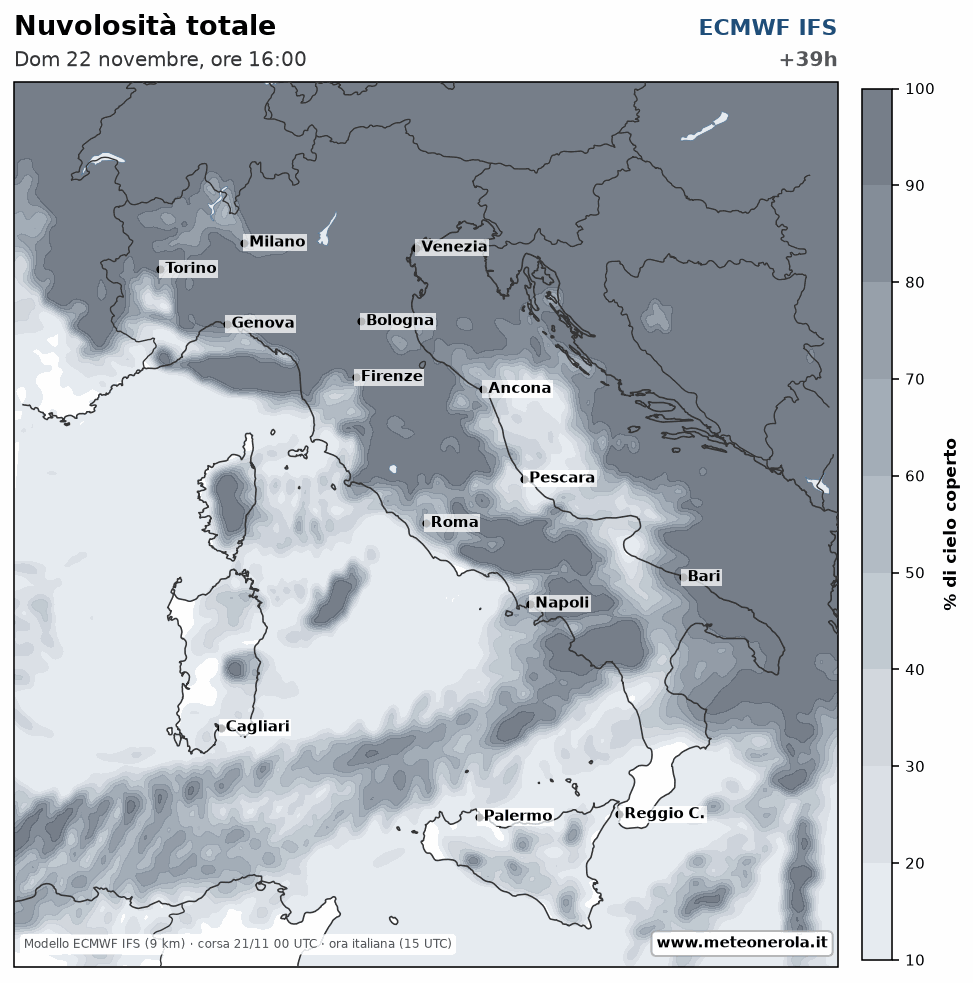 Nuvolosità totale
ECMWF IFS
Dom 22 novembre, ore 16:00
+39h
100
90
80
70
60
50
40
30
20
10
% di cielo coperto
Milano
Venezia
Torino
Genova
Bologna
Firenze
Ancona
Pescara
Roma
Bari
Napoli
Cagliari
Palermo
Reggio C.
Modello ECMWF IFS (9 km) · corsa 21/11 00 UTC · ora italiana (15 UTC)
www.meteonerola.it